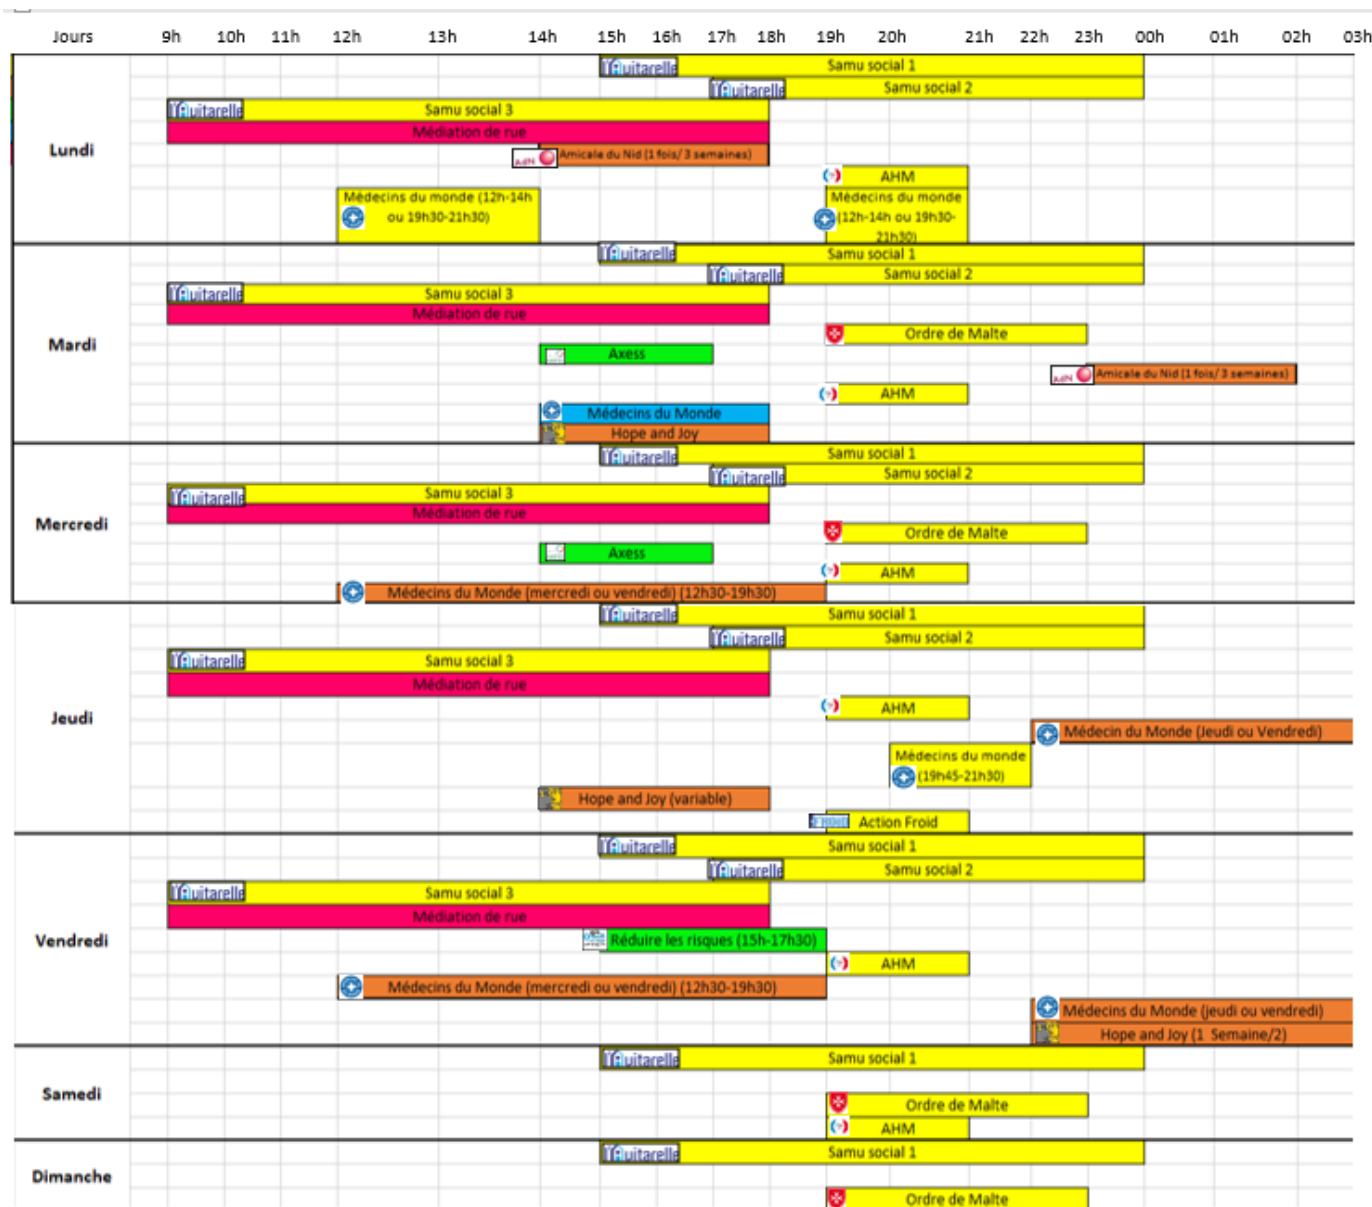 Jours 9h 10h 11h 12h 13h 14h 15h 16h 17h 18h 19h 20h 21h 22h 23h 00h 01h 02h 03h
Lundi
Samu social 1
Samu social 2
Samu social 3
Médiation de rue
AdN Amicale du Nid (1 fois/ 3 semaines)
AHM
Médecins du monde (12h-14h
ou 19h30-21h30)
Médecins du monde
(12h-14h ou 19h30-
21h30)
Mardi
Samu social 1
Samu social 2
Samu social 3
Médiation de rue
Ordre de Malte
Axess
AdN Amicale du Nid (1 fois/ 3 semaines)
AHM
Médecins du Monde
Hope and Joy
Mercredi
Samu social 1
Samu social 2
Samu social 3
Médiation de rue
Ordre de Malte
Axess
AHM
Médecins du Monde (mercredi ou vendredi) (12h30-19h30)
Jeudi
Samu social 1
Samu social 2
Samu social 3
Médiation de rue
AHM
Médecin du Monde (Jeudi ou Vendredi)
Médecins du monde
(19h45-21h30)
Hope and Joy (variable)
FROID Action Froid
Vendredi
Samu social 1
Samu social 2
Samu social 3
Médiation de rue
Réduire les risques (15h-17h30)
AHM
Médecins du Monde (mercredi ou vendredi) (12h30-19h30)
Médecins du Monde (jeudi ou vendredi)
Hope and Joy (1 Semaine/2)
Samedi
Samu social 1
Ordre de Malte
AHM
Dimanche
Samu social 1
Ordre de Malte